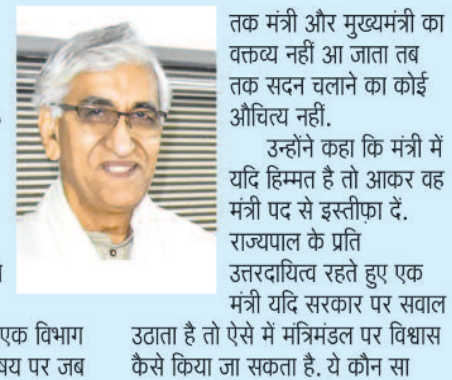 तक मंत्री और मुख्यमंत्री का
वक्तव्य नहीं आ जाता तब
तक सदन चलाने का कोई
औचित्य नहीं.
उन्होंने कहा कि मंत्री में
यदि हिम्मत है तो आकर वह
मंत्री पद से इस्तीफ़ा दें.
राज्यपाल के प्रति
उत्तरदायित्व रहते हुए एक
मंत्री यदि सरकार पर सवाल
एक विभाग
उठाता है तो ऐसे में मंत्रिमंडल पर विश्वास
जब
पर
कैसे किया जा सकता है. ये कौन सा